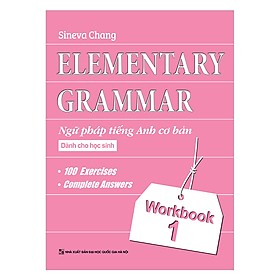 Sineva Chang
ELEMENTARY
GRAMMAR
Ngữ pháp tiếng Anh cơ bản
Dành cho học sinh
• 100 Exercises
• Complete Answers
Workbook
1
NHÀ XUẤT BẢN ĐẠI HỌC QUỐC GIA HÀ NỘI